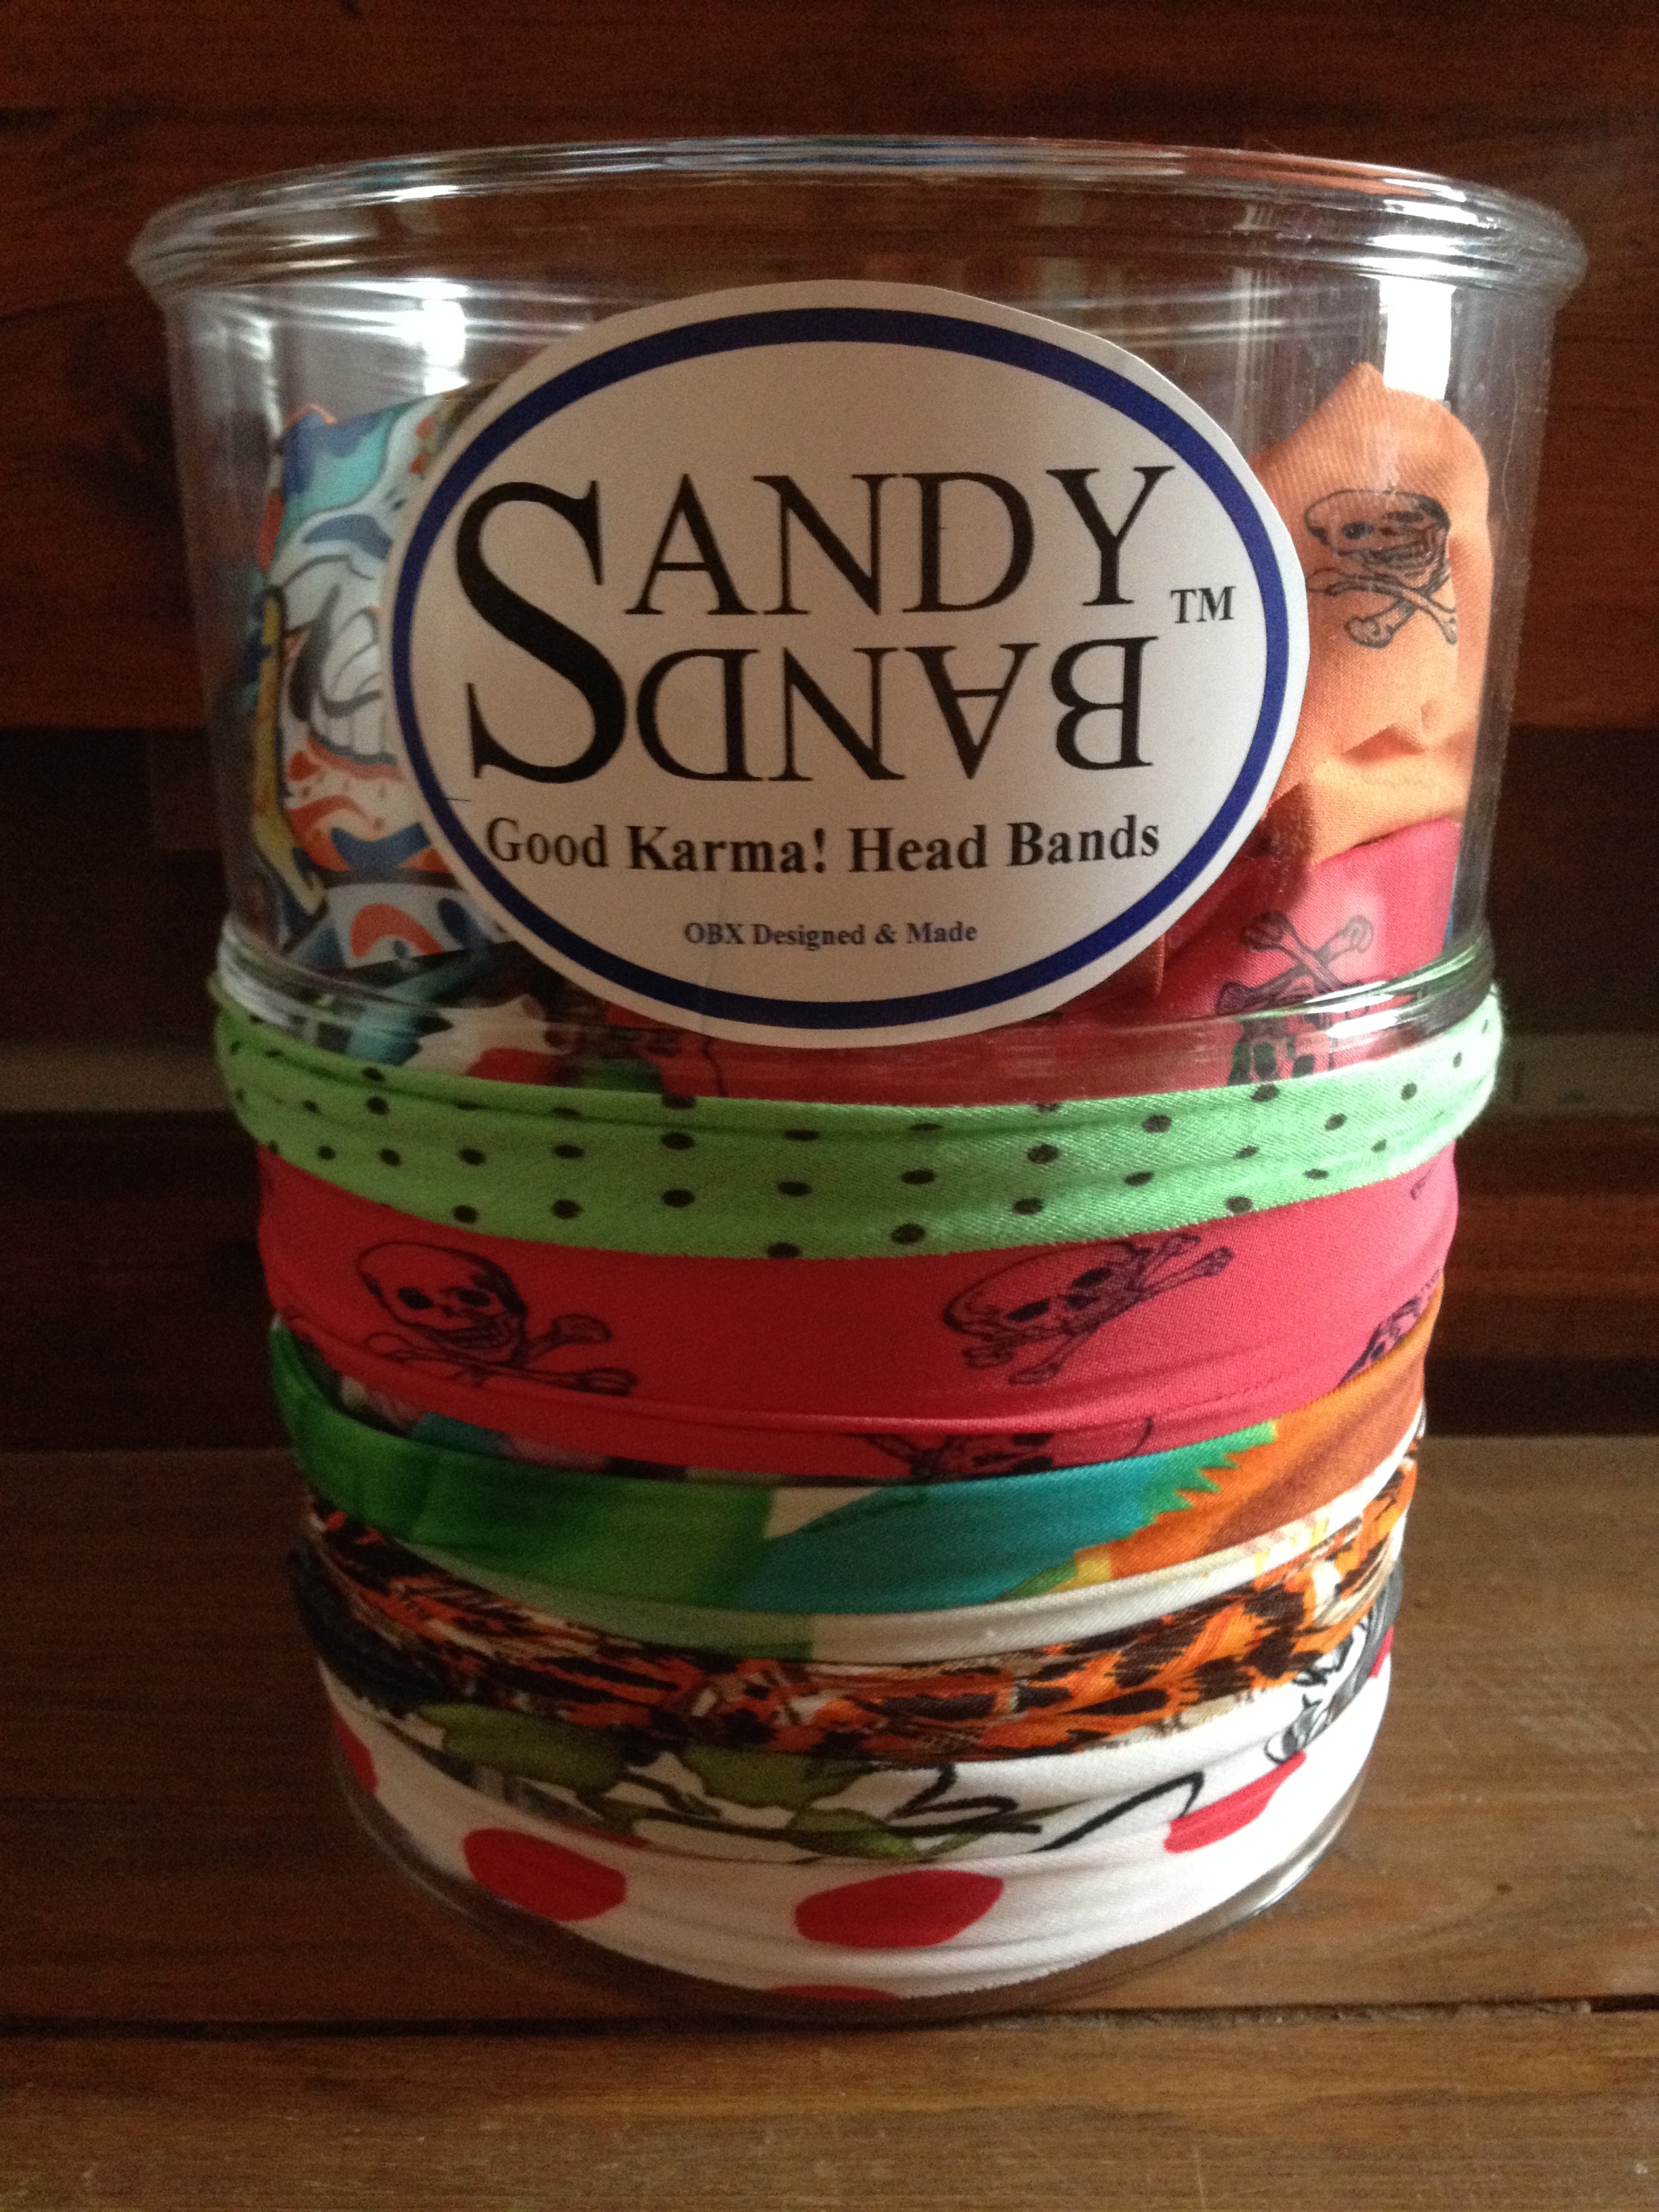 SANDY
BANDS
TM
Good Karma! Head Bands
OBX Designed & Made